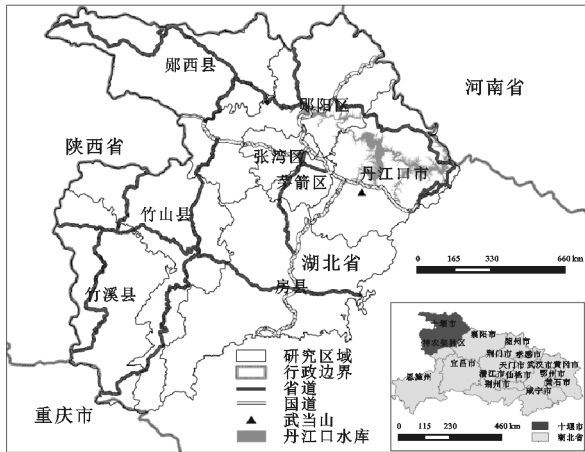 郧西县
河南省
郧阳区
陕西省
张湾区
茅箭区
丹江口市
竹山县
湖北省
0 165 330 660 km
竹溪县
房县
研究区域
行政边界
省道
国道
武当山
丹江口水库
重庆市
十堰市
襄阳市
随州市
神农架林区
荆门市
孝感市
宜昌市
天门市
武汉市
黄冈市
恩施州
潜江市
仙桃市
鄂州市
荆州市
黄石市
咸宁市
0 115 230 460 km
十堰市
湖北省